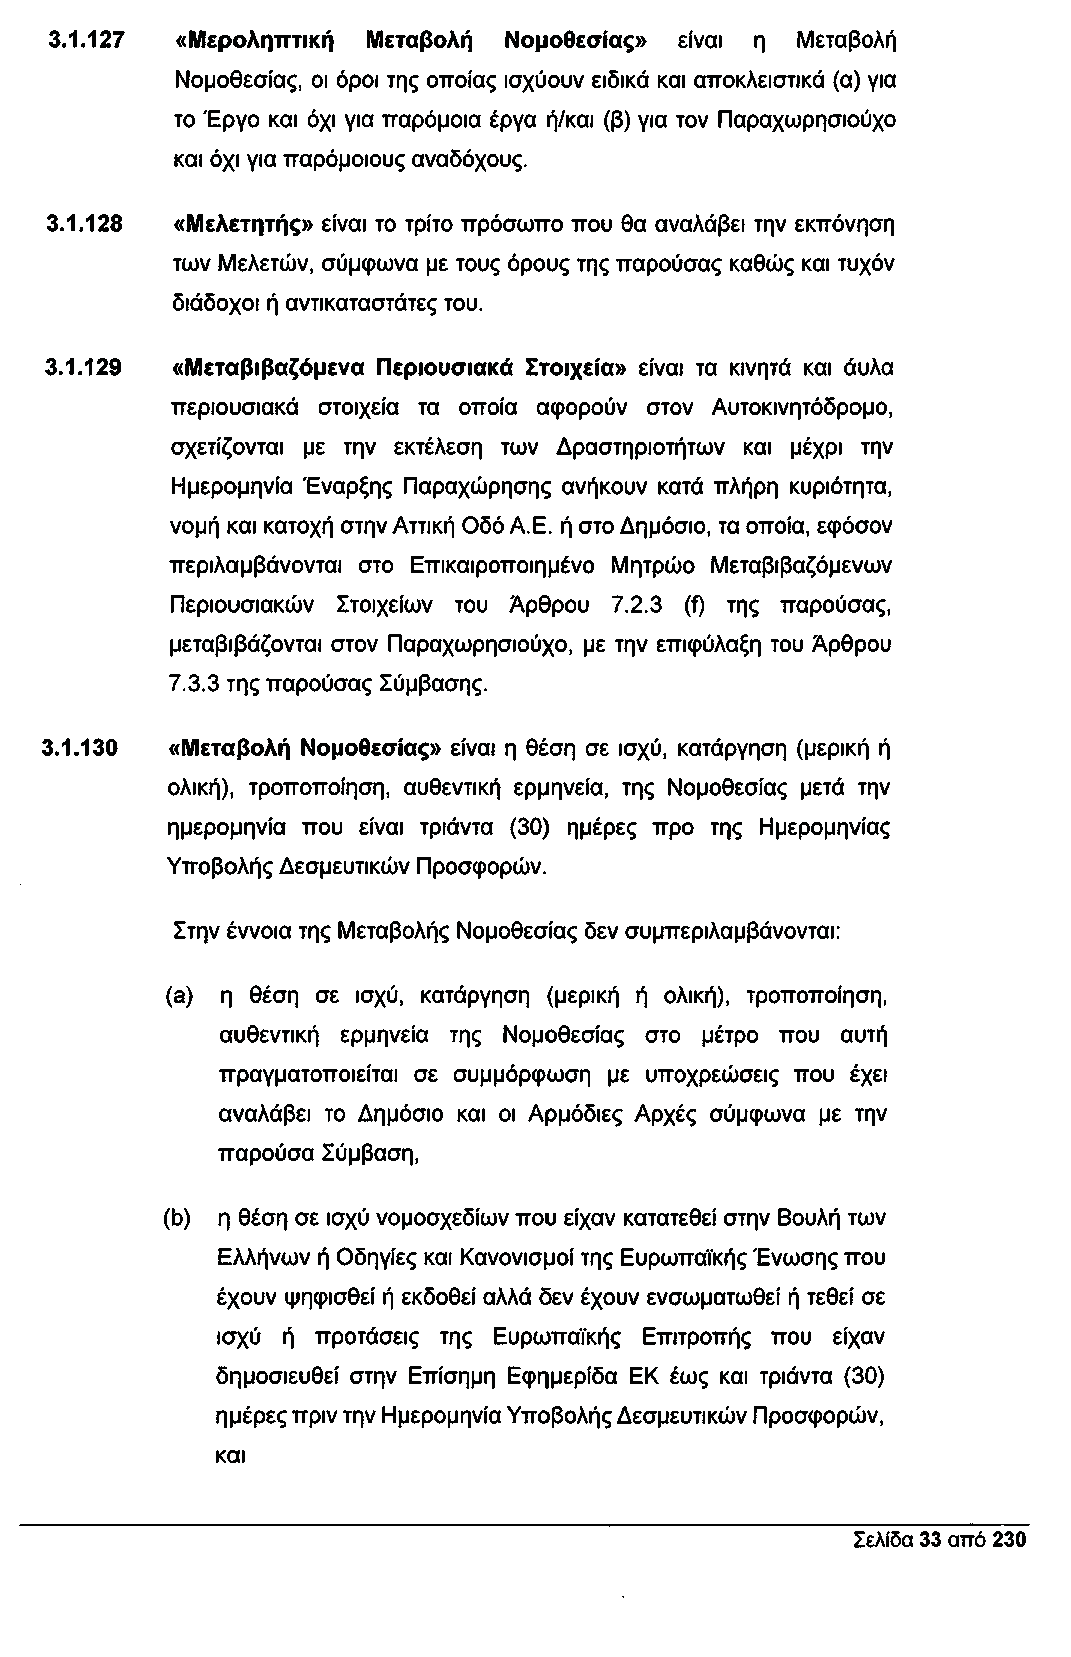 3.1.127 «Μεροληπτική Μεταβολή Νομοθεσίας» είναι η Μεταβολή
Νομοθεσίας, οι όροι της οποίας ισχύουν ειδικά και αποκλειστικά (α) για
το Έργο και όχι για παρόμοια έργα ή/και (β) για τον Παραχωρησιούχο
και όχι για παρόμοιους αναδόχους.
3.1.128 «Μελετητής» είναι το τρίτο πρόσωπο που θα αναλάβει την εκπόνηση
των Μελετών, σύμφωνα με τους όρους της παρούσας καθώς και τυχόν
διάδοχοι ή αντικαταστάτες του.
3.1.129 «Μεταβιβαζόμενα Περιουσιακά Στοιχεία» είναι τα κινητά και άυλα
περιουσιακά στοιχεία τα οποία αφορούν στον Αυτοκινητόδρομο,
σχετίζονται με την εκτέλεση των Δραστηριοτήτων και μέχρι την
Ημερομηνία Έναρξης Παραχώρησης ανήκουν κατά πλήρη κυριότητα,
νομή και κατοχή στην Αττική Οδό Α.Ε. ή στο Δημόσιο, τα οποία, εφόσον
περιλαμβάνονται στο Επικαιροποιημένο Μητρώο Μεταβιβαζόμενων
Περιουσιακών Στοιχείων του Άρθρου 7.2.3 (f) της παρούσας,
μεταβιβάζονται στον Παραχωρησιούχο, με την επιφύλαξη του Άρθρου
7.3.3 της παρούσας Σύμβασης.
3.1.130 «Μεταβολή Νομοθεσίας» είναι η θέση σε ισχύ, κατάργηση (μερική ή
ολική), τροποποίηση, αυθεντική ερμηνεία, της Νομοθεσίας μετά την
ημερομηνία που είναι τριάντα (30) ημέρες προ της Ημερομηνίας
Υποβολής Δεσμευτικών Προσφορών.
Στην έννοια της Μεταβολής Νομοθεσίας δεν συμπεριλαμβάνονται:
(a) η θέση σε ισχύ, κατάργηση (μερική ή ολική), τροποποίηση,
αυθεντική ερμηνεία της Νομοθεσίας στο μέτρο που αυτή
πραγματοποιείται σε συμμόρφωση με υποχρεώσεις που έχει
αναλάβει το Δημόσιο και οι Αρμόδιες Αρχές σύμφωνα με την
παρούσα Σύμβαση,
(b) η θέση σε ισχύ νομοσχεδίων που είχαν κατατεθεί στην Βουλή των
Ελλήνων ή Οδηγίες και Κανονισμοί της Ευρωπαϊκής Ένωσης που
έχουν ψηφισθεί ή εκδοθεί αλλά δεν έχουν ενσωματωθεί ή τεθεί σε
ισχύ ή προτάσεις της Ευρωπαϊκής Επιτροπής που είχαν
δημοσιευθεί στην Επίσημη Εφημερίδα ΕΚ έως και τριάντα (30)
ημέρες πριν την Ημερομηνία Υποβολής Δεσμευτικών Προσφορών,
και
Σελίδα 33 από 230